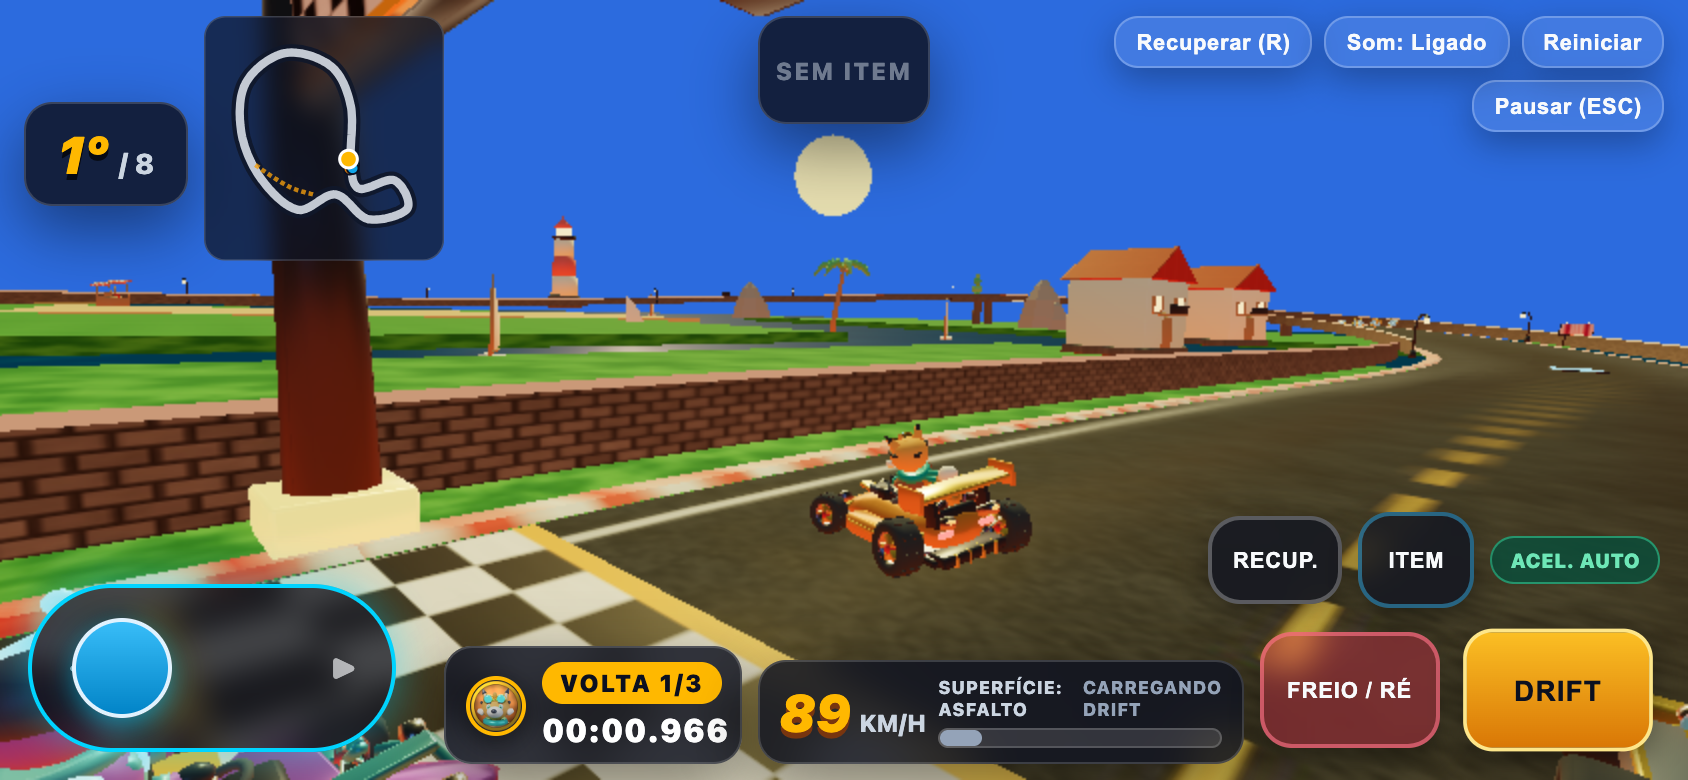 1º / 8
SEM ITEM
Recuperar (R)
Som: Ligado
Reiniciar
Pausar (ESC)
RECUP.
ITEM
ACEL. AUTO
VOLTA 1/3
00:00.966
89 KM/H
SUPERFÍCIE:
ASFALTO
CARREGANDO
DRIFT
FREIO / RÉ
DRIFT